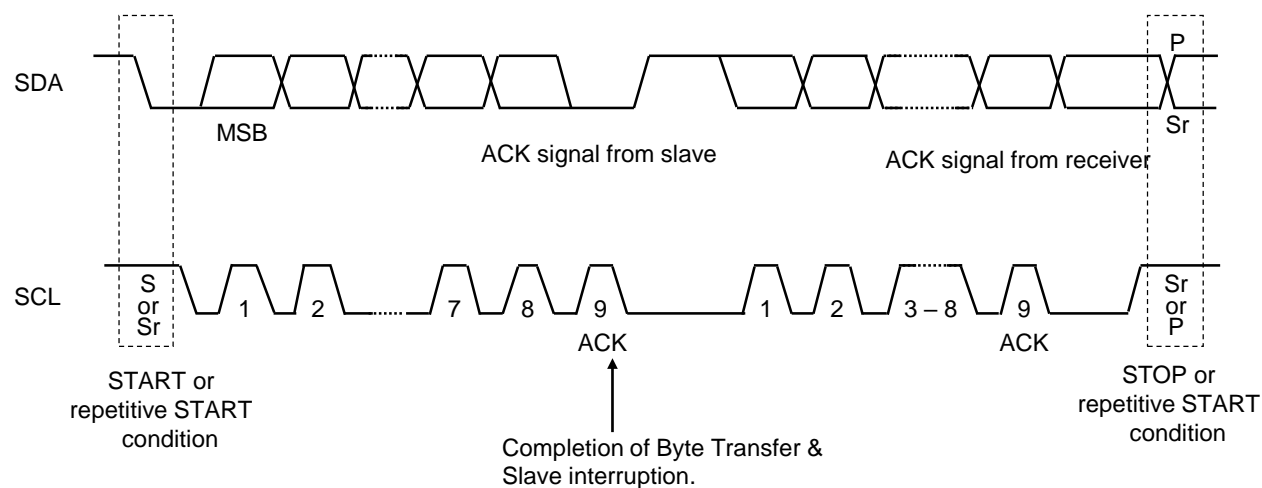 P
SDA
MSB
Sr
ACK signal from slave
ACK signal from receiver
SCL
S
or
Sr
1
2
7
8
9
1
2
3 – 8
9
Sr
or
P
ACK
ACK
START or
repetitive START
condition
STOP or
repetitive START
condition
Completion of Byte Transfer &
Slave interruption.